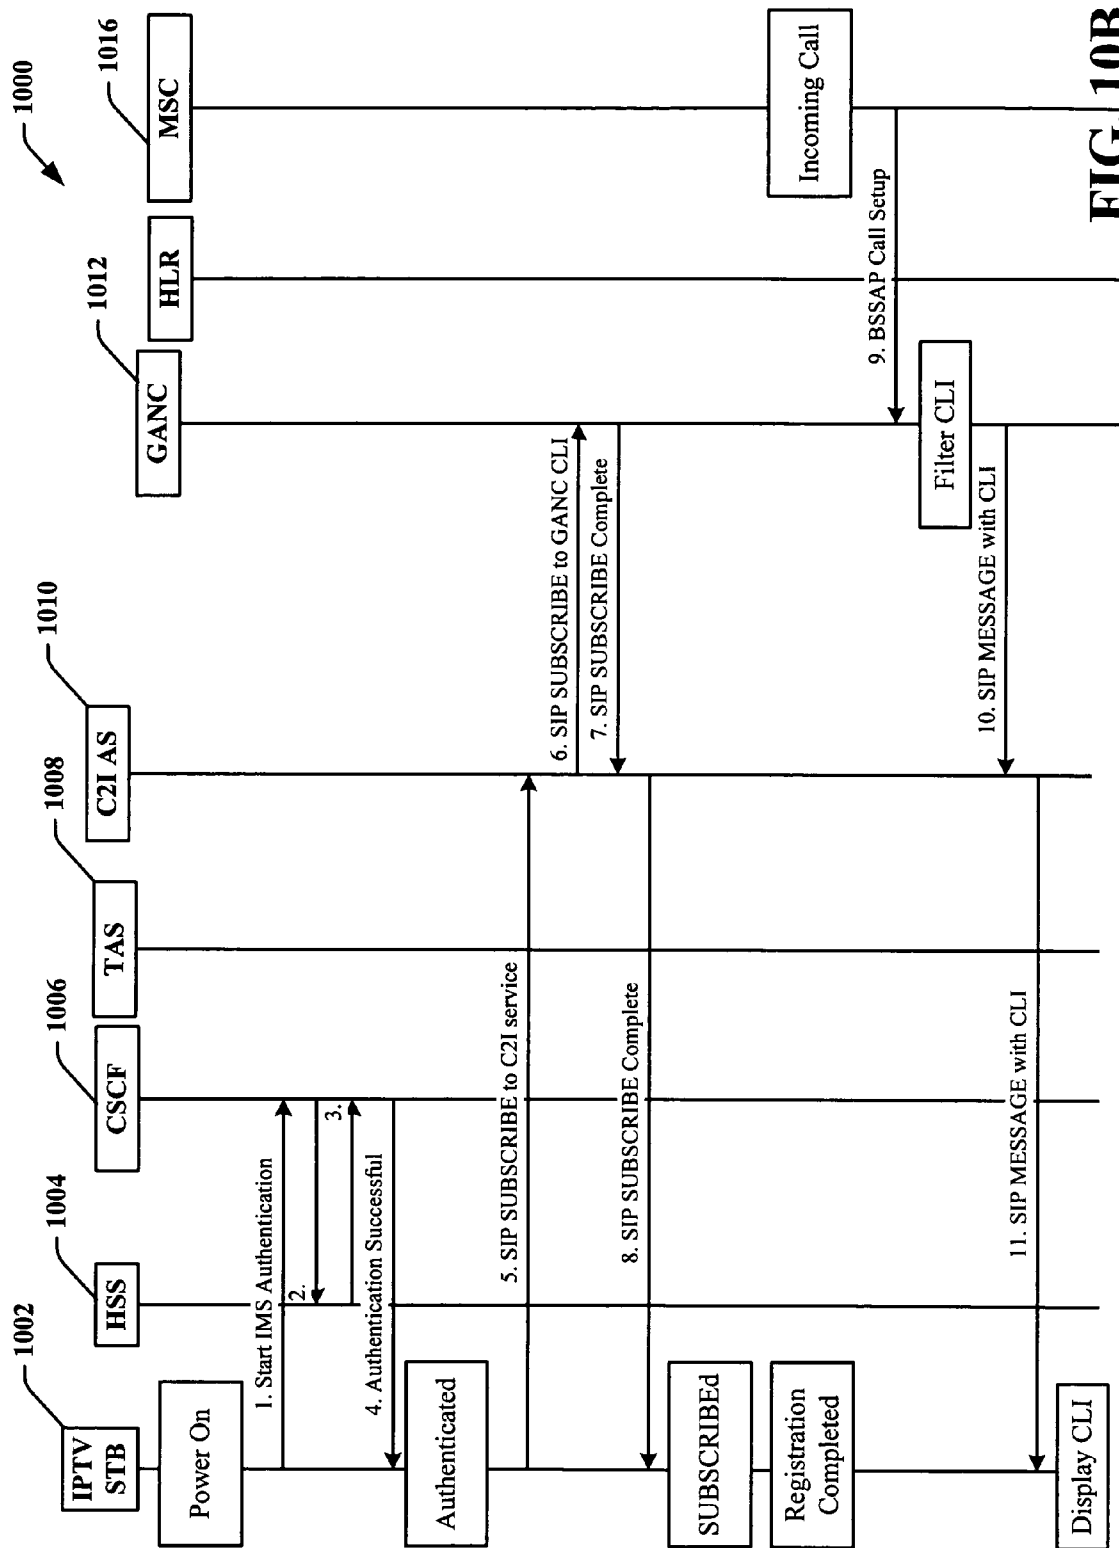 1000
1002
1004
1006
1008
1010
1012
1016
IPTV
STB
HSS
CSCF
TAS
C2I AS
GANC
HLR
MSC
Power On
1. Start IMS Authentication
2.
3.
4. Authentication Successful
Authenticated
5. SIP SUBSCRIBE to C2I service
6. SIP SUBSCRIBE to GANC CLI
7. SIP SUBSCRIBE Complete
8. SIP SUBSCRIBE Complete
SUBSCRIBEd
Registration
Completed
Incoming Call
9. BSSAP Call Setup
Filter CLI
10. SIP MESSAGE with CLI
11. SIP MESSAGE with CLI
Display CLI
FIG. 10B